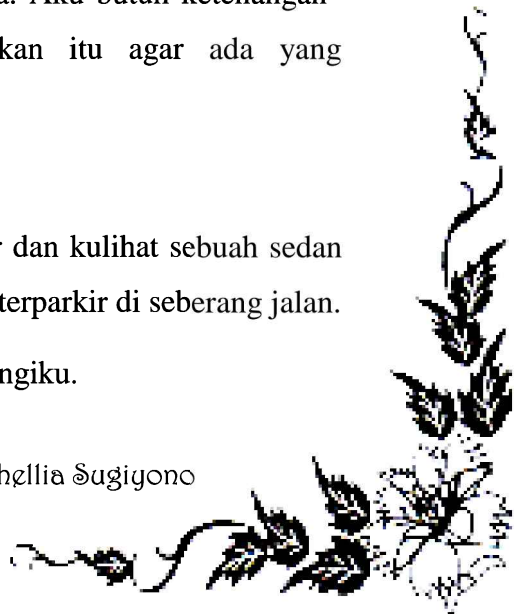 Aku butuh ketenangan
kan itu agar ada yang
dan kulihat sebuah sedan
terparkir di seberang jalan.
ngiku.
hellia Sugiyono